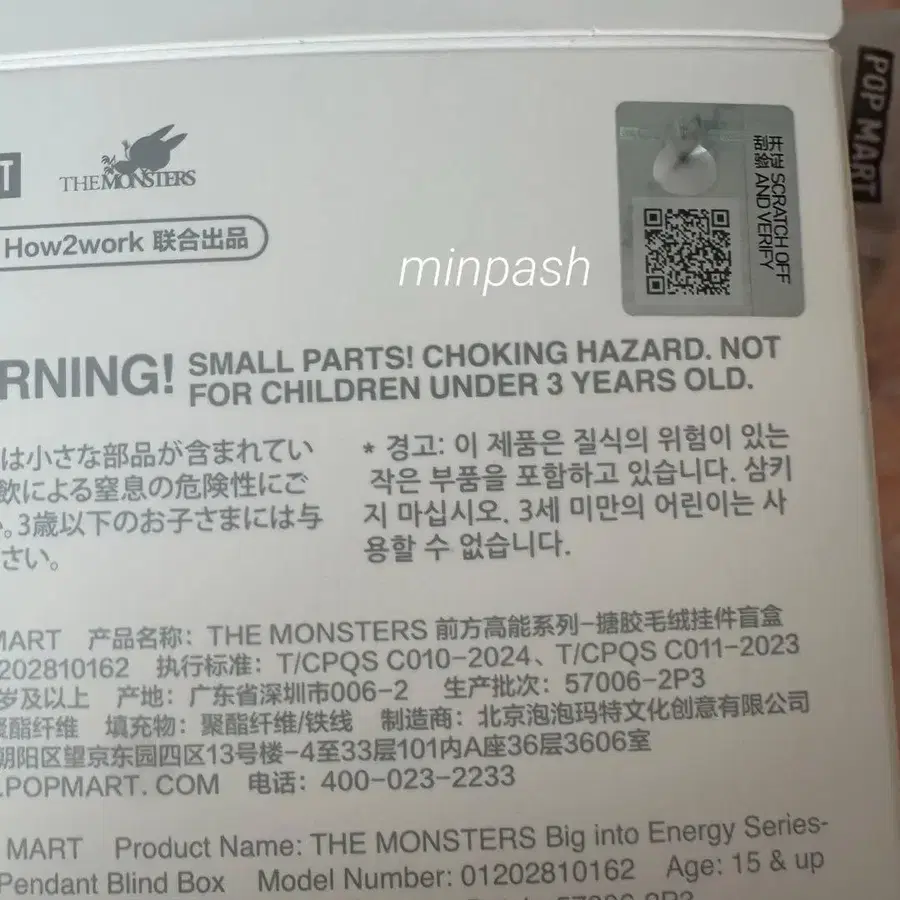 POP MART
THE MONSTERS
How2work 联合出品
开启 SCRATCH OFF
刮涂 AND VERIFY
minpash
RNING! SMALL PARTS! CHOKING HAZARD. NOT
FOR CHILDREN UNDER 3 YEARS OLD.
は小さな部品が含まれてい
飲による窒息の危険性にご
。3歳以下のお子さまには与
さい。
* 경고: 이 제품은 질식의 위험이 있는
작은 부품을 포함하고 있습니다. 삼키
지 마십시오. 3세 미만의 어린이는 사
용할 수 없습니다.
MART 产品名称: THE MONSTERS 前方高能系列-搪胶毛绒挂件盲盒
202810162 执行标准: T/CPQS C010-2024、T/CPQS C011-2023
岁及以上 产地: 广东省深圳市006-2 生产批次: 57006-2P3
聚酯纤维 填充物: 聚酯纤维/铁线 制造商: 北京泡泡玛特文化创意有限公司
朝阳区望京东园四区13号楼-4至33层101内A座36层3606室
.POPMART. COM 电话: 400-023-2233
MART Product Name: THE MONSTERS Big into Energy Series-
Pendant Blind Box Model Number: 01202810162 Age: 15 & up